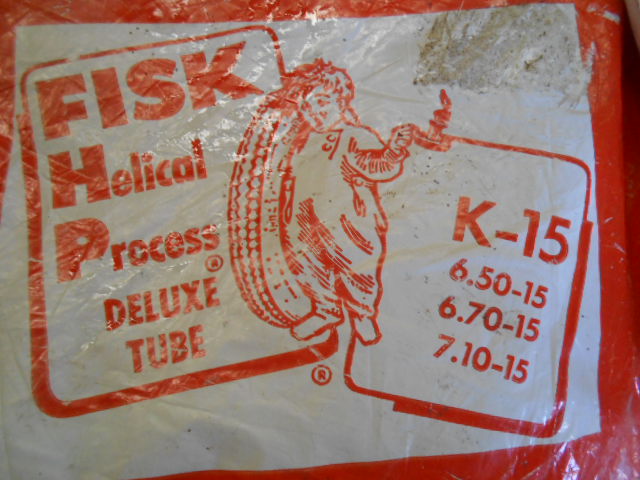 FISK
Helical
Process
DELUXE®
TUBE
®
K-15
6.50-15
6.70-15
7.10-15